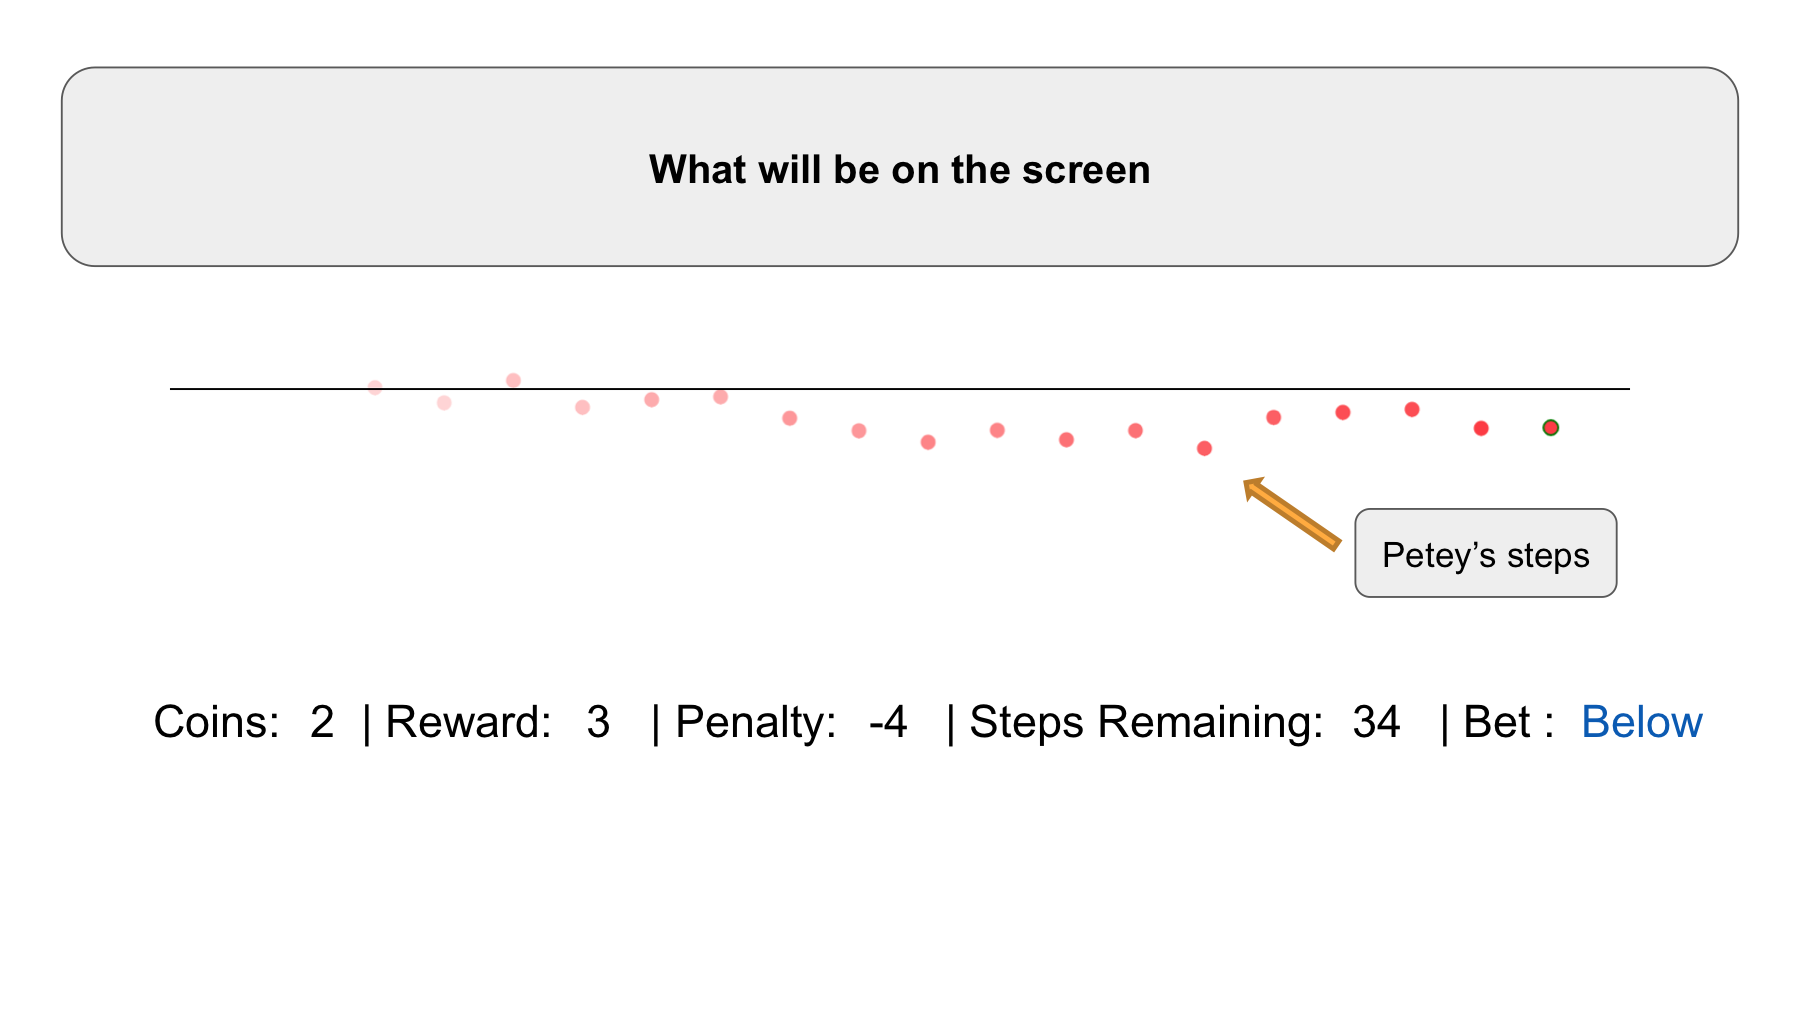 What will be on the screen
Petey’s steps
Coins: 2 | Reward: 3 | Penalty: -4 | Steps Remaining: 34 | Bet : Below